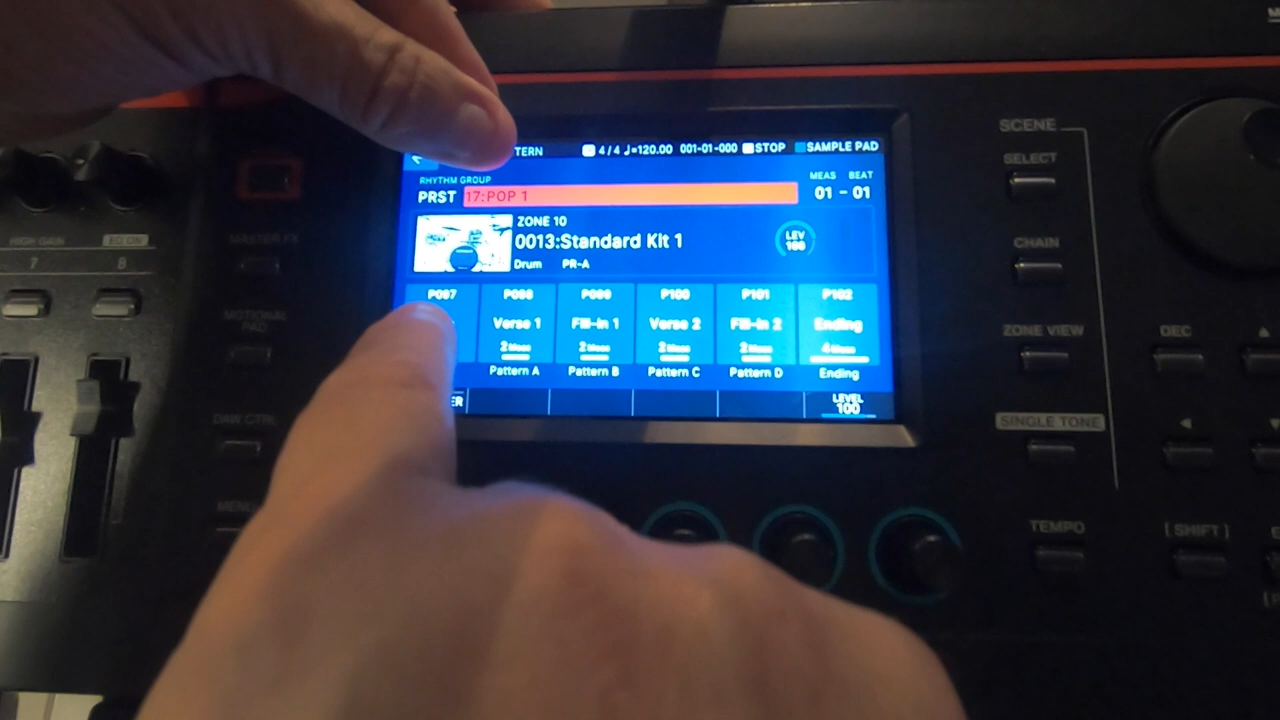 TERN 4/4 ♩=120.00 001-01-000 STOP SAMPLE PAD
RHYTHM GROUP MEAS BEAT
PRST 17:POP 1 01 - 01
ZONE 10
0013:Standard Kit 1 LEV 100
Drum PR-A
P097 P098 P099 P100 P101 P102
Verse 1 Fill-In 1 Verse 2 Fill-In 2 Ending
2 Meas 2 Meas 2 Meas 2 Meas 4 Meas
Pattern A Pattern B Pattern C Pattern D Ending
ER LEVEL
100
HIGH GAIN EQ ON
7 8
MASTER FX
MOTIONAL
PAD
DAW CTRL
MENU
SCENE
SELECT
CHAIN
ZONE VIEW
SINGLE TONE
TEMPO
DEC
[SHIFT]